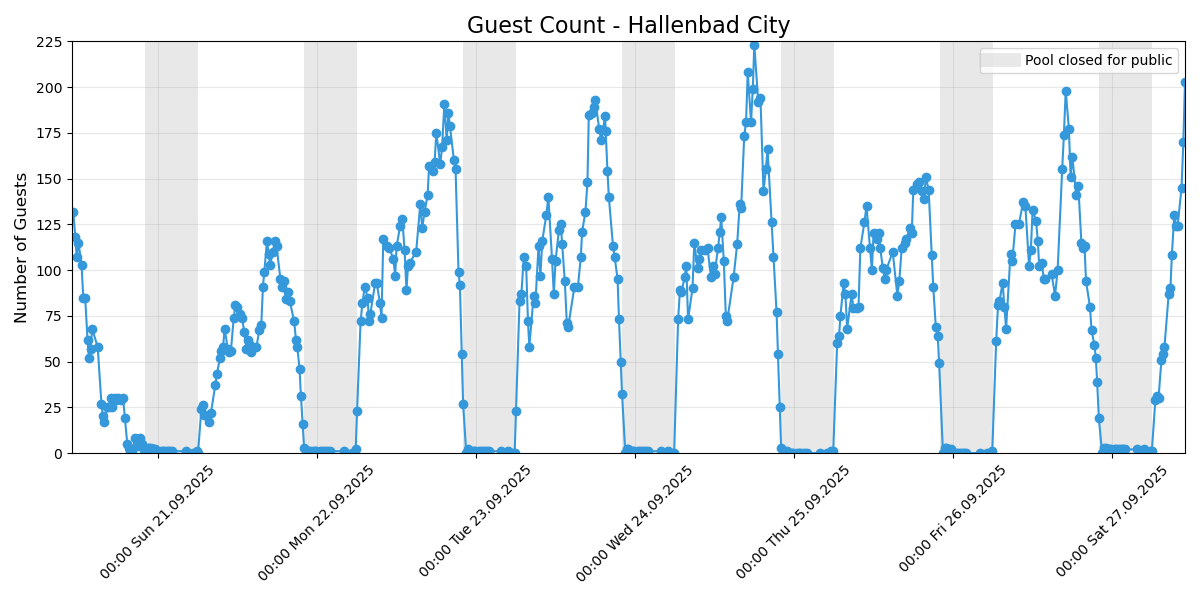 Guest Count - Hallenbad City
Number of Guests
225
200
175
150
125
100
75
50
25
0
Pool closed for public
00:00 Sun 21.09.2025
00:00 Mon 22.09.2025
00:00 Tue 23.09.2025
00:00 Wed 24.09.2025
00:00 Thu 25.09.2025
00:00 Fri 26.09.2025
00:00 Sat 27.09.2025